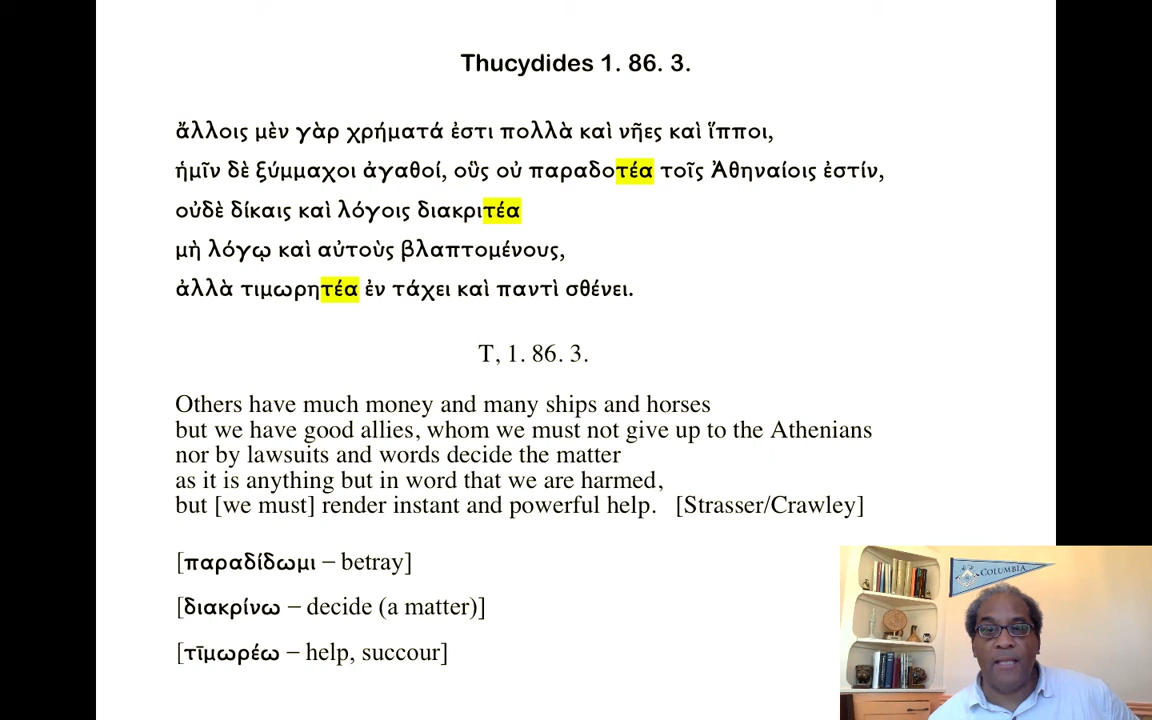 Thucydides 1. 86. 3.
ἄλλοις μὲν γὰρ χρήματά ἐστι πολλὰ καὶ νῆες καὶ ἵπποι,
ἡμῖν δὲ ξύμμαχοι ἀγαθοί, οὓς οὐ παραδοτέα τοῖς Ἀθηναίοις ἐστίν,
οὐδὲ δίκαις καὶ λόγοις διακριτέα
μὴ λόγῳ καὶ αὐτοὺς βλαπτομένους,
ἀλλὰ τιμωρητέα ἐν τάχει καὶ παντὶ σθένει.
T, 1. 86. 3.
Others have much money and many ships and horses
but we have good allies, whom we must not give up to the Athenians
nor by lawsuits and words decide the matter
as it is anything but in word that we are harmed,
but [we must] render instant and powerful help. [Strasser/Crawley]
[παραδίδωμι – betray]
[διακρίνω – decide (a matter)]
[τῑμωρέω – help, succour]
COLUMBIA